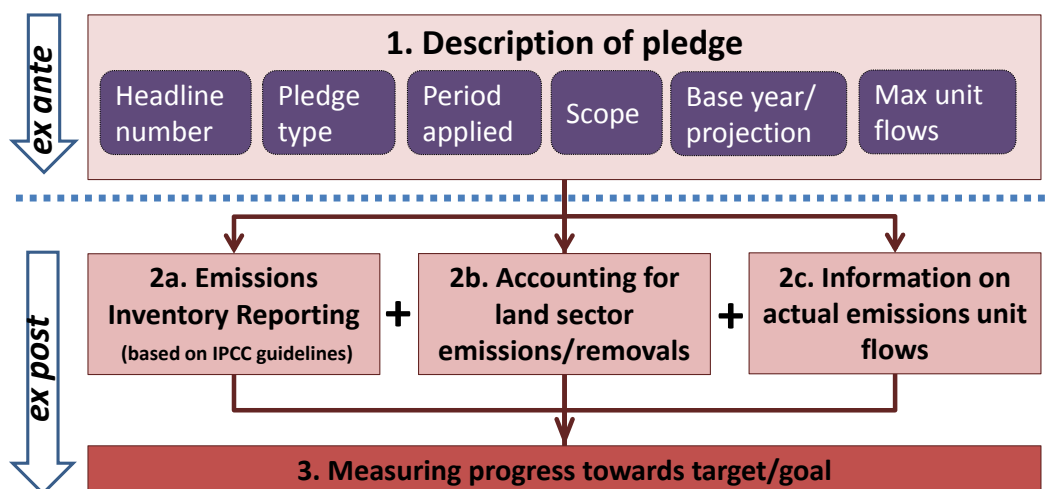 ex ante
1. Description of pledge
Headline
number
Pledge
type
Period
applied
Scope
Base year/
projection
Max unit
flows
ex post
2a. Emissions
Inventory Reporting
(based on IPCC guidelines)
+
2b. Accounting for
land sector
emissions/removals
+
2c. Information on
actual emissions unit
flows
3. Measuring progress towards target/goal